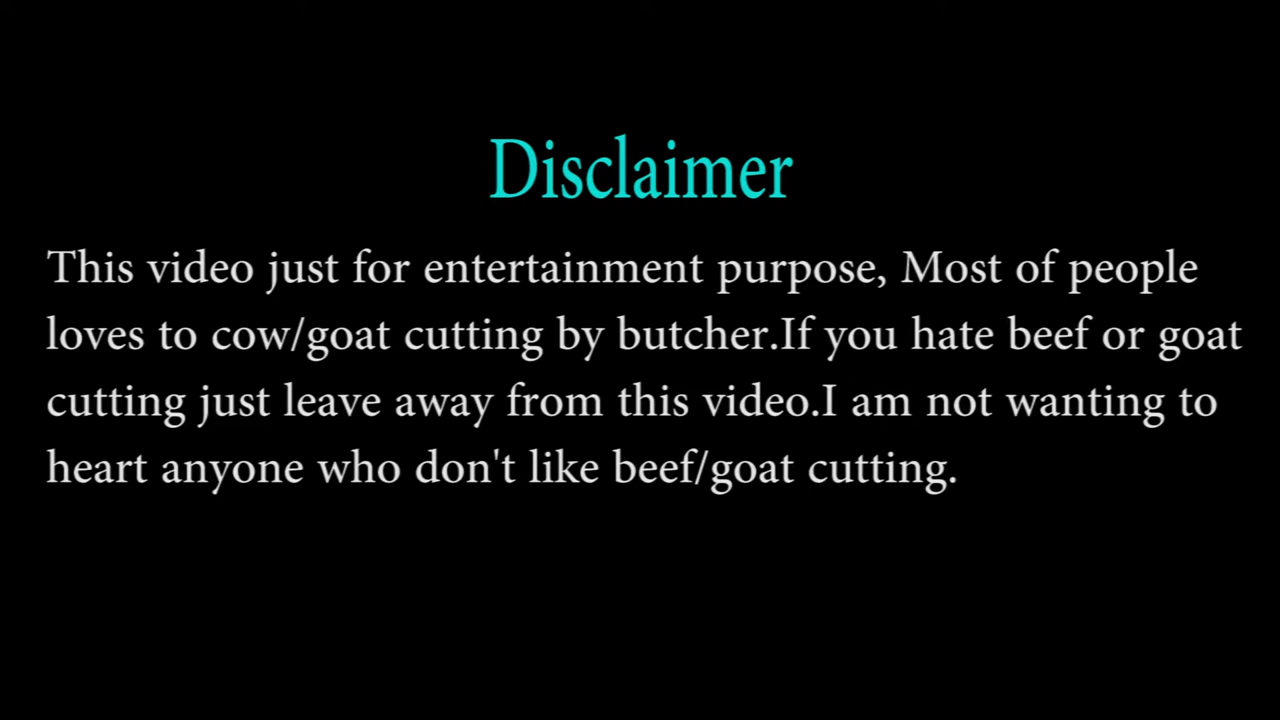 Disclaimer
This video just for entertainment purpose, Most of people
loves to cow/goat cutting by butcher.If you hate beef or goat
cutting just leave away from this video.I am not wanting to
heart anyone who don't like beef/goat cutting.